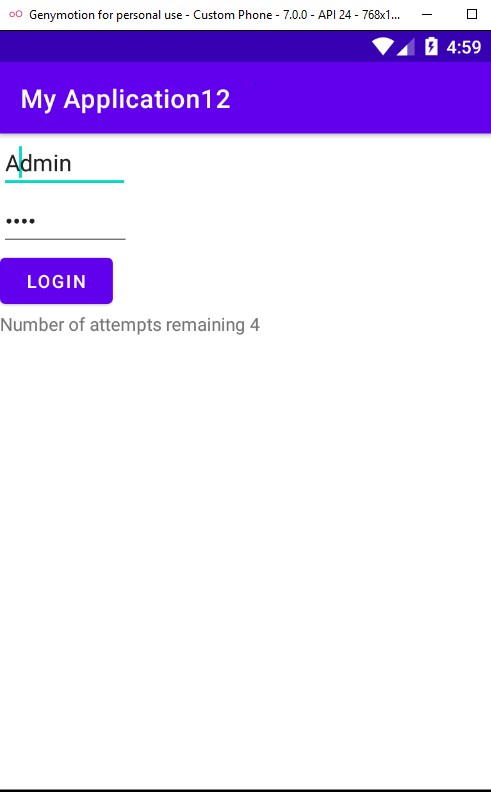 Genymotion for personal use - Custom Phone - 7.0.0 - API 24 - 768x1...
4:59
My Application12
Admin
••••
LOGIN
Number of attempts remaining 4